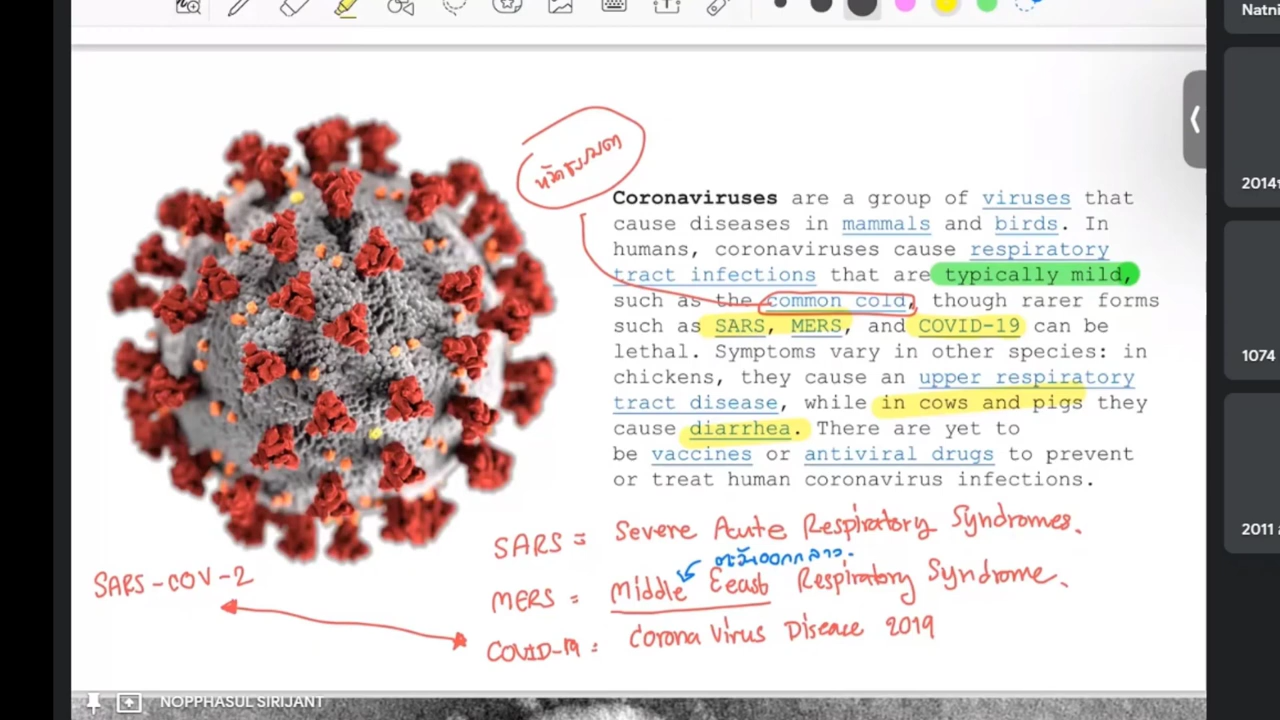 Natni
2014
1074
2011
หวัดธรรมดา
Coronaviruses are a group of viruses that
cause diseases in mammals and birds. In
humans, coronaviruses cause respiratory
tract infections that are typically mild,
such as the common cold, though rarer forms
such as SARS, MERS, and COVID-19 can be
lethal. Symptoms vary in other species: in
chickens, they cause an upper respiratory
tract disease, while in cows and pigs they
cause diarrhea. There are yet to
be vaccines or antiviral drugs to prevent
or treat human coronavirus infections.
SARS = Severe Acute Respiratory Syndromes.
ตะวันออกกลาง
MERS = Middle Eeast Respiratory Syndrome.
SARS-COV-2
COVID-19 = Corona Virus Disease 2019
NOPPHASUL SIRIJANT